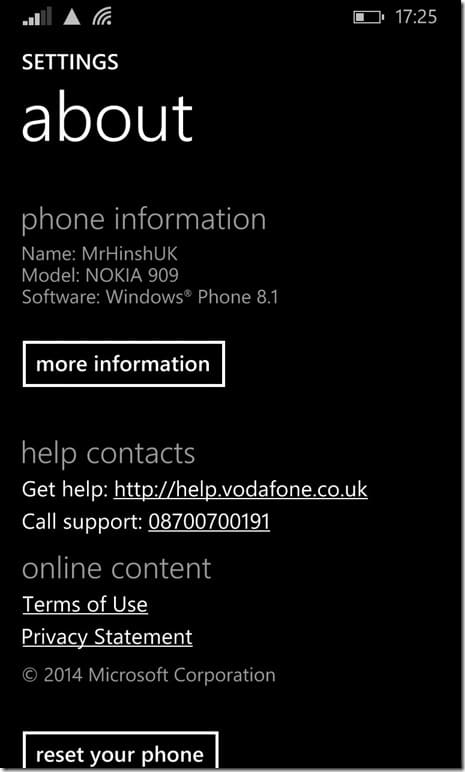 17:25
SETTINGS
about
phone information
Name: MrHinshUK
Model: NOKIA 909
Software: Windows® Phone 8.1
more information
help contacts
Get help: http://help.vodafone.co.uk
Call support: 08700700191
online content
Terms of Use
Privacy Statement
© 2014 Microsoft Corporation
reset your phone